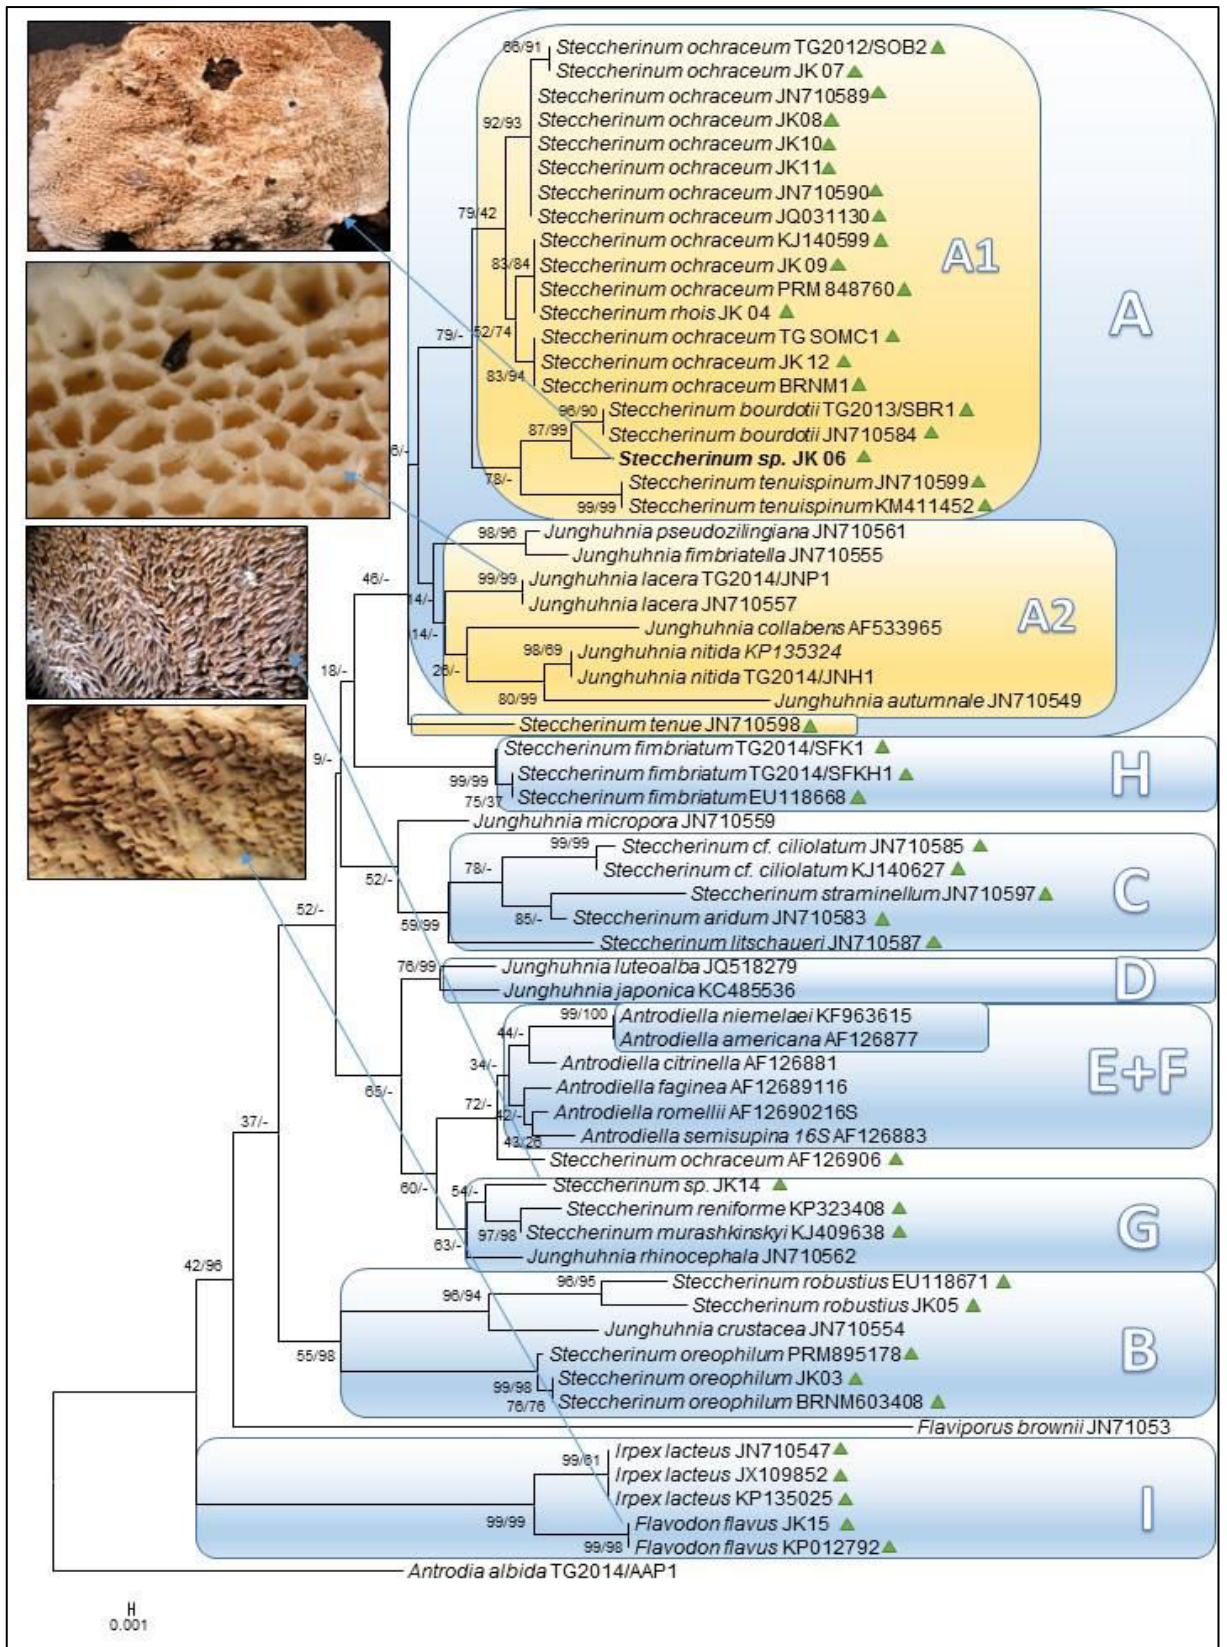 66/91
Steccherinum ochraceum TG2012/SOB2
Steccherinum ochraceum JK 07
Steccherinum ochraceum JN710589
92/93
Steccherinum ochraceum JK08
Steccherinum ochraceum JK10
Steccherinum ochraceum JK11
Steccherinum ochraceum JN710590
79/42
Steccherinum ochraceum JQ031130
Steccherinum ochraceum KJ140599
A1
83/84
Steccherinum ochraceum JK 09
Steccherinum ochraceum PRM 848760
Steccherinum rhois JK 04
A
79/-
52/74
Steccherinum ochraceum TG SOMC1
Steccherinum ochraceum JK 12
83/94
Steccherinum ochraceum BRNM1
96/90
Steccherinum bourdotii TG2013/SBR1
87/99
Steccherinum bourdotii JN710584
6/-
Steccherinum sp. JK 06
78/-
Steccherinum tenuispinum JN710599
99/99
Steccherinum tenuispinum KM411452
98/96
Junghuhnia pseudozilingiana JN710561
Junghuhnia fimbriatella JN710555
46/-
99/99
Junghuhnia lacera TG2014/JNP1
14/-
Junghuhnia lacera JN710557
A2
14/-
Junghuhnia collabens AF533965
98/69
Junghuhnia nitida KP135324
18/-
26/-
Junghuhnia nitida TG2014/JNH1
80/99
Junghuhnia autumnale JN710549
Steccherinum tenue JN710598
Steccherinum fimbriatum TG2014/SFK1
9/-
99/99
Steccherinum fimbriatum TG2014/SFKH1
H
75/37
Steccherinum fimbriatum EU118668
Junghuhnia micropora JN710559
99/99
Steccherinum cf. ciliolatum JN710585
78/-
Steccherinum cf. ciliolatum KJ140627
52/-
Steccherinum straminellum JN710597
C
52/-
59/99
85/-
Steccherinum aridum JN710583
Steccherinum litschaueri JN710587
76/99
Junghuhnia luteoalba JQ518279
D
Junghuhnia japonica KC485536
99/100
Antrodiella niemelaei KF963615
44/-
Antrodiella americana AF126877
34/-
Antrodiella citrinella AF126881
E+F
65/-
Antrodiella faginea AF12689116
72/-
42/-
Antrodiella romellii AF12690216S
37/-
43/26
Antrodiella semisupina 16S AF126883
Steccherinum ochraceum AF126906
60/-
54/-
Steccherinum sp. JK14
Steccherinum reniforme KP323408
97/98
Steccherinum murashkinskyi KJ409638
G
63/-
Junghuhnia rhinocephala JN710562
42/96
96/95
Steccherinum robustius EU118671
96/94
Steccherinum robustius JK05
Junghuhnia crustacea JN710554
B
55/98
Steccherinum oreophilum PRM895178
99/98
Steccherinum oreophilum JK03
76/76
Steccherinum oreophilum BRNM603408
Flaviporus brownii JN71053
Irpex lacteus JN710547
99/61
Irpex lacteus JX109852
Irpex lacteus KP135025
I
99/99
Flavodon flavus JK15
99/98
Flavodon flavus KP012792
Antrodia albida TG2014/AAP1
0.001